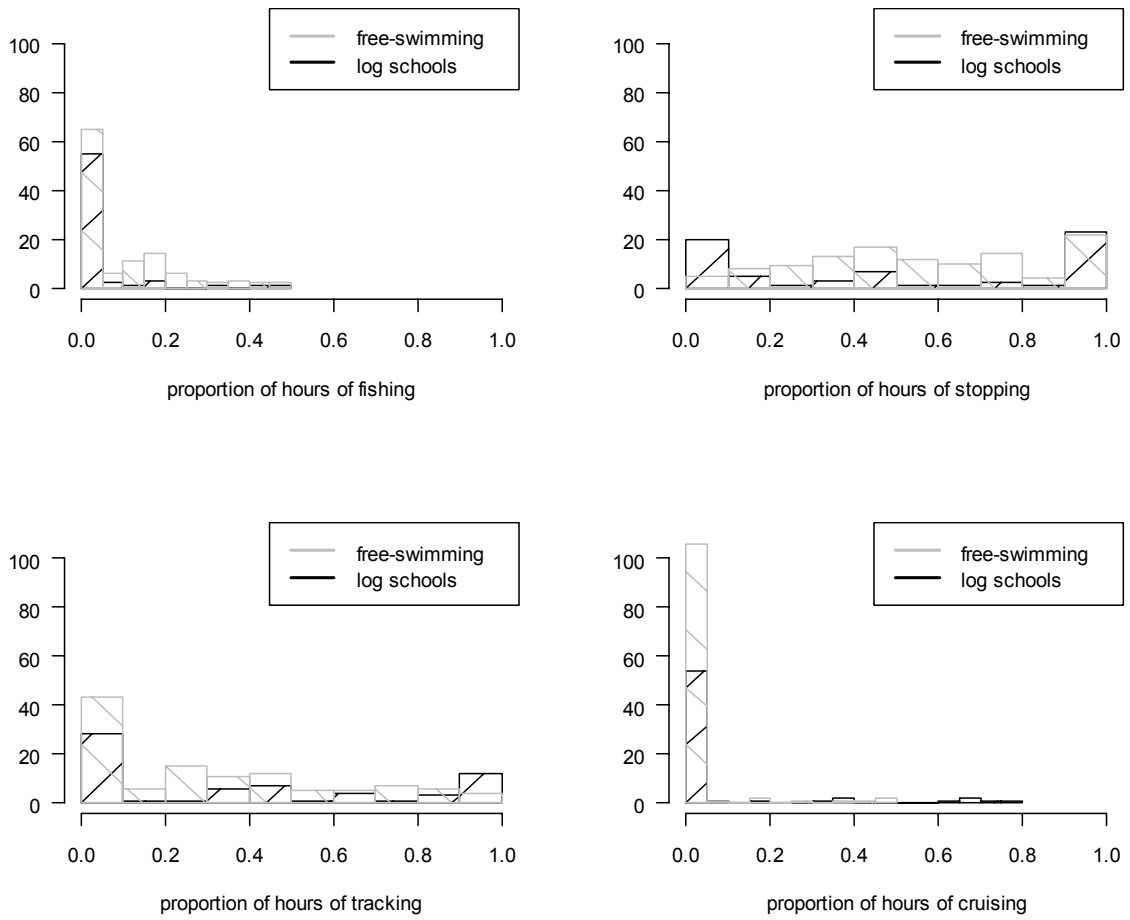 free-swimming
log schools
100
80
60
40
20
0
0.0 0.2 0.4 0.6 0.8 1.0
proportion of hours of fishing
free-swimming
log schools
100
80
60
40
20
0
0.0 0.2 0.4 0.6 0.8 1.0
proportion of hours of stopping
free-swimming
log schools
100
80
60
40
20
0
0.0 0.2 0.4 0.6 0.8 1.0
proportion of hours of tracking
free-swimming
log schools
100
80
60
40
20
0
0.0 0.2 0.4 0.6 0.8 1.0
proportion of hours of cruising